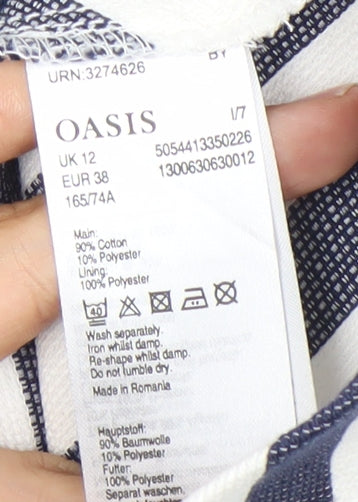 BY
URN:3274626
OASIS
I/7
UK 12
5054413350226
EUR 38
1300630630012
165/74A
Main:
90% Cotton
10% Polyester
Lining:
100% Polyester
40
Wash separately.
Iron whilst damp.
Re-shape whilst damp.
Do not tumble dry.
Made in Romania
Hauptstoff:
90% Baumwolle
10% Polyester
Futter:
100% Polyester
Separat waschen.